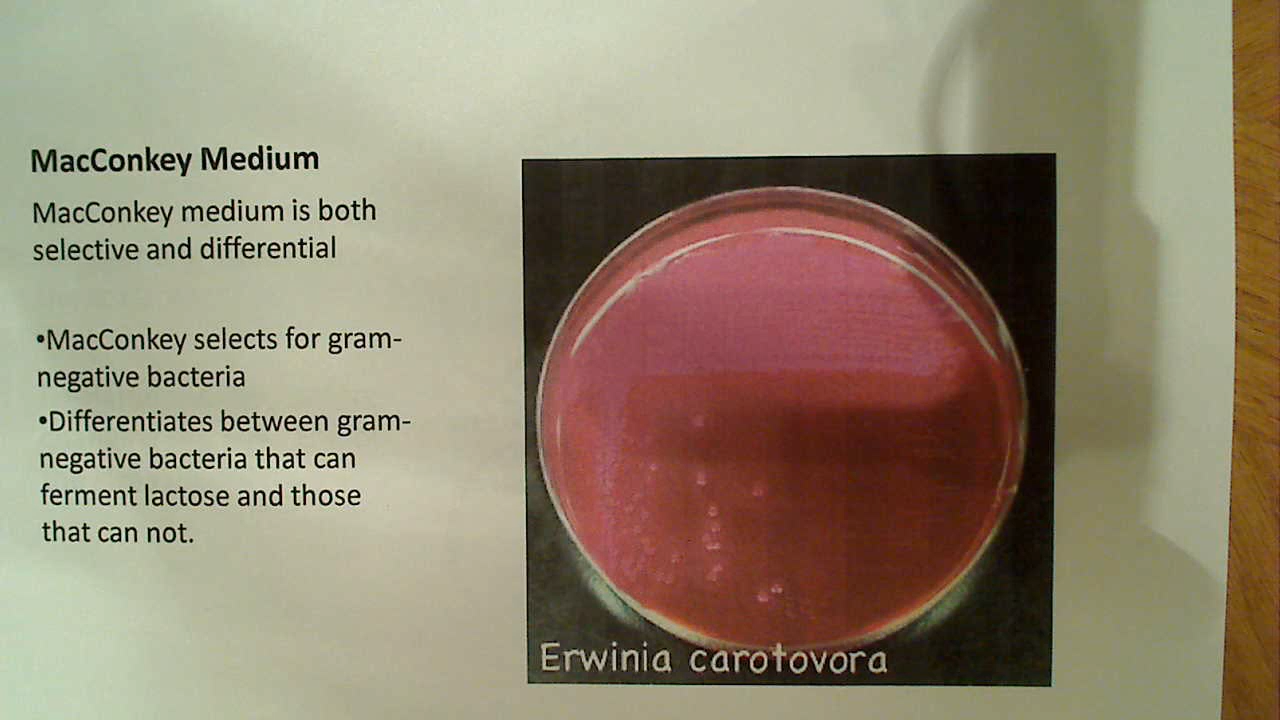 MacConkey Medium
MacConkey medium is both
selective and differential
•MacConkey selects for gram-
negative bacteria
•Differentiates between gram-
negative bacteria that can
ferment lactose and those
that can not.
Erwinia carotovora